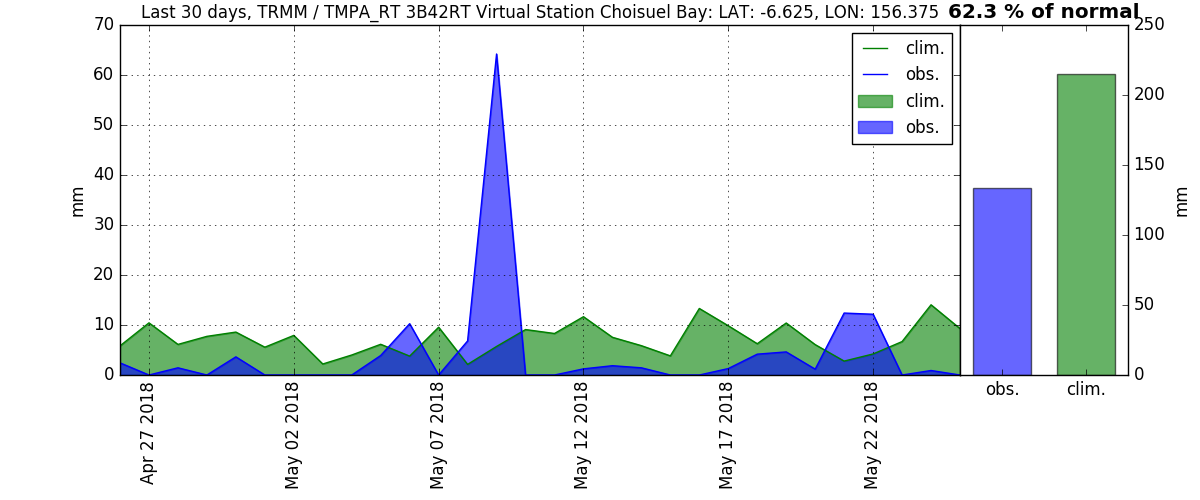 Last 30 days, TRMM / TMPA_RT 3B42RT Virtual Station Choisuel Bay: LAT: -6.625, LON: 156.375 62.3 % of normal
70
60
50
40
30
20
10
0
mm
clim.
obs.
clim.
obs.
Apr 27 2018
May 02 2018
May 07 2018
May 12 2018
May 17 2018
May 22 2018
250
200
150
100
50
0
mm
obs.
clim.